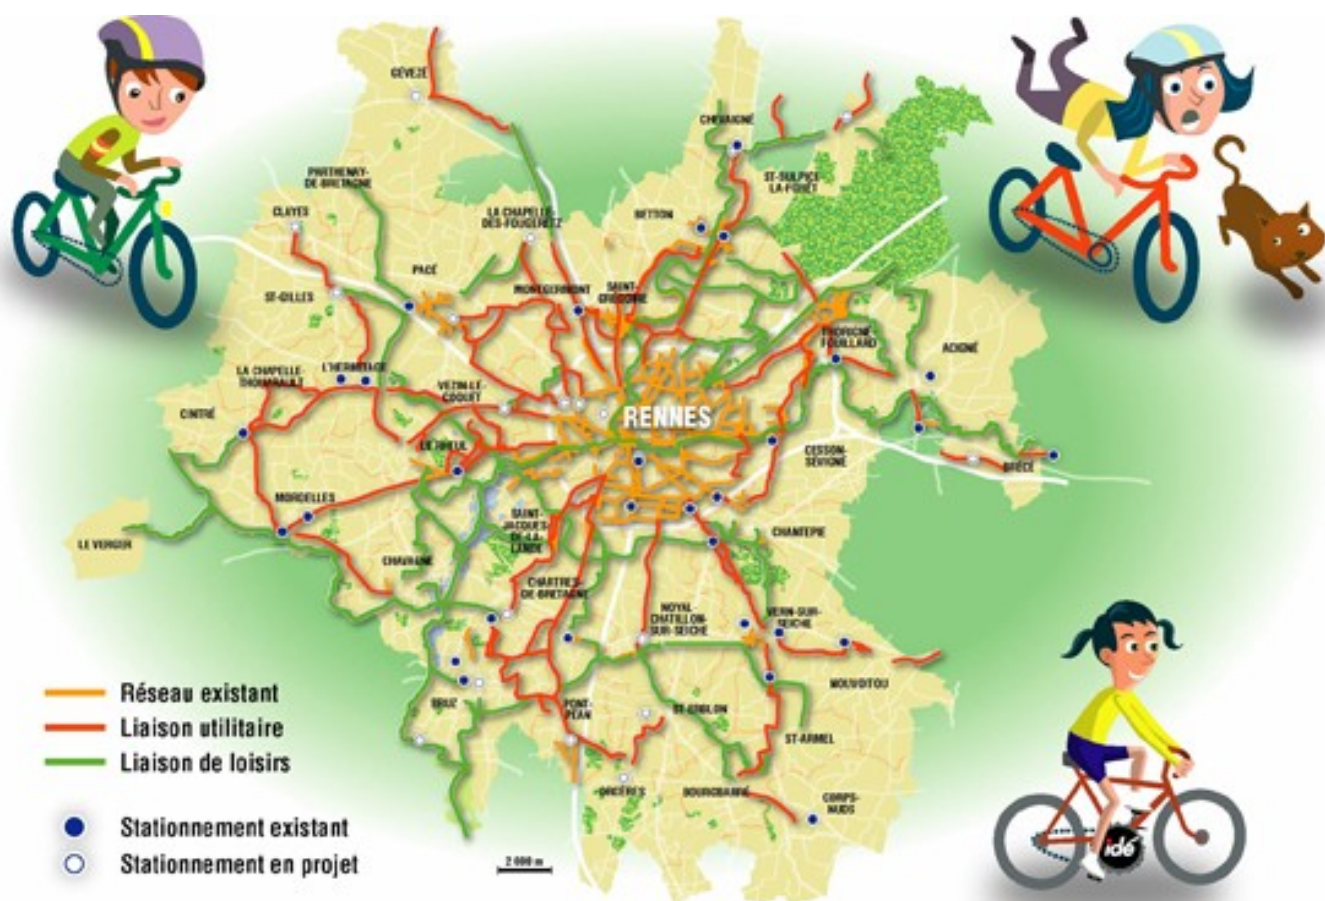 GÉVEZÉ
CHEVAIGNÉ
PARTHENAY-
DE-BRETAGNE
ST-SULPICE
LA-FORÊT
CLAYES
LA CHAPELLE-
DES-FOUGERETZ
BETTON
PACÉ
ST-GILLES
MONTGERMONT
SAINT-
GRÉGOIRE
THORIGNÉ-
FOUILLARD
ACIGNÉ
LA CHAPELLE-
THOUARAULT
L'HERMITAGE
VEZIN-LE-
COQUET
CINTRÉ
RENNES
LE RHEUL
CESSON-
SÉVIGNÉ
BRÉCÉ
MORDELLES
SAINT-
JACQUES-
DE-LA-
LANDE
CHANTEPIE
LE VERGER
CHAVAGNE
CHARTRES-
DE-BRETAGNE
NOYAL-
CHATILLON-
SUR-SEICHE
VERN-SUR-
SEICHE
NOUVOITOU
BRUZ
PONT-
PÉAN
ST-ERBLON
ST-ARMEL
ORGÈRES
BOURGBARRÉ
CORPS-
NUDS
Réseau existant
Liaison utilitaire
Liaison de loisirs
Stationnement existant
Stationnement en projet
2 000 m
idé